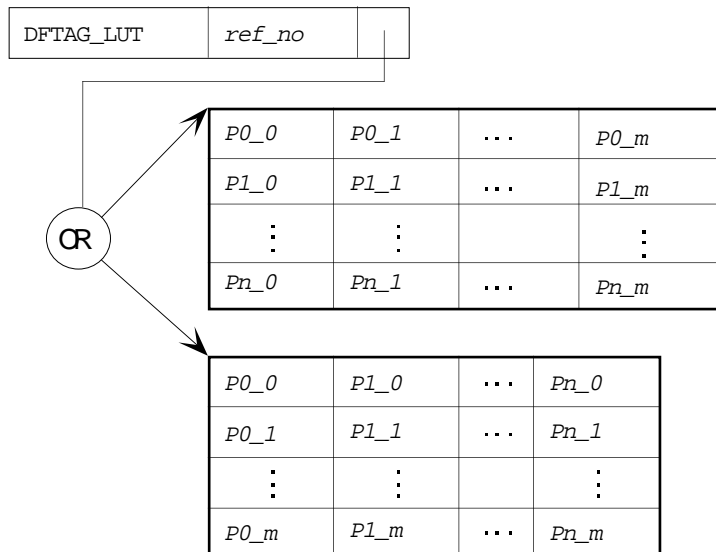 DFTAG_LUT ref_no
P0_0 P0_1 ... P0_m
P1_0 P1_1 ... P1_m
⋮ ⋮ ⋮
OR
Pn_0 Pn_1 ... Pn_m
P0_0 P1_0 ... Pn_0
P0_1 P1_1 ... Pn_1
⋮ ⋮ ⋮
P0_m P1_m ... Pn_m